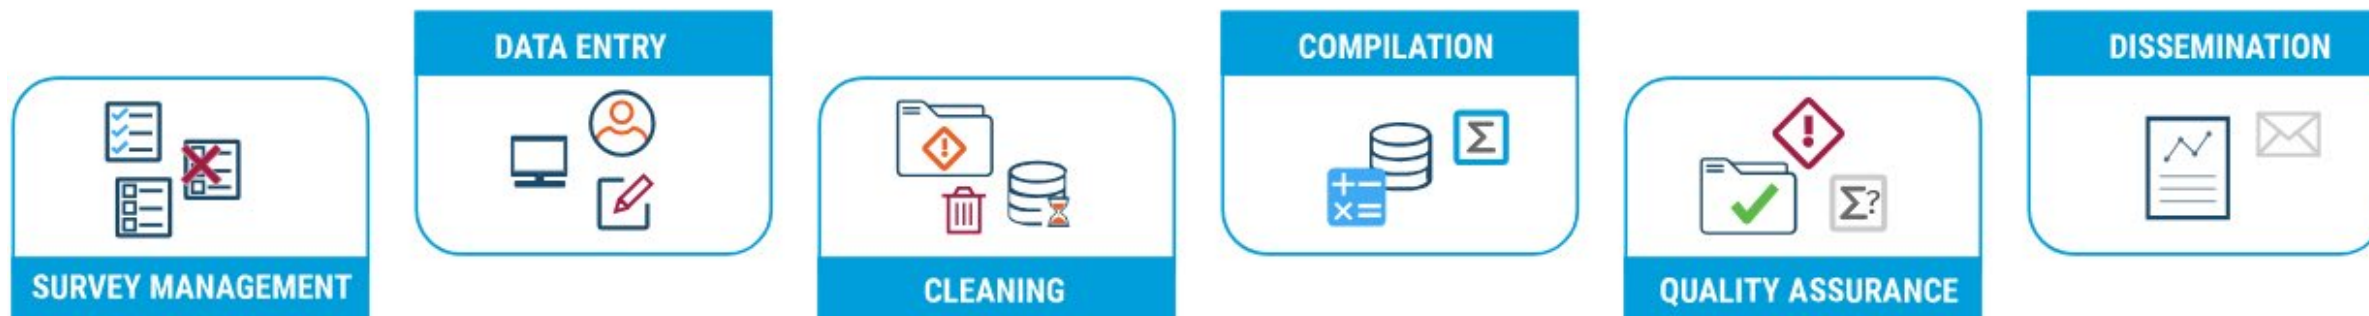 SURVEY MANAGEMENT
DATA ENTRY
CLEANING
COMPILATION
Σ
QUALITY ASSURANCE
Σ?
DISSEMINATION